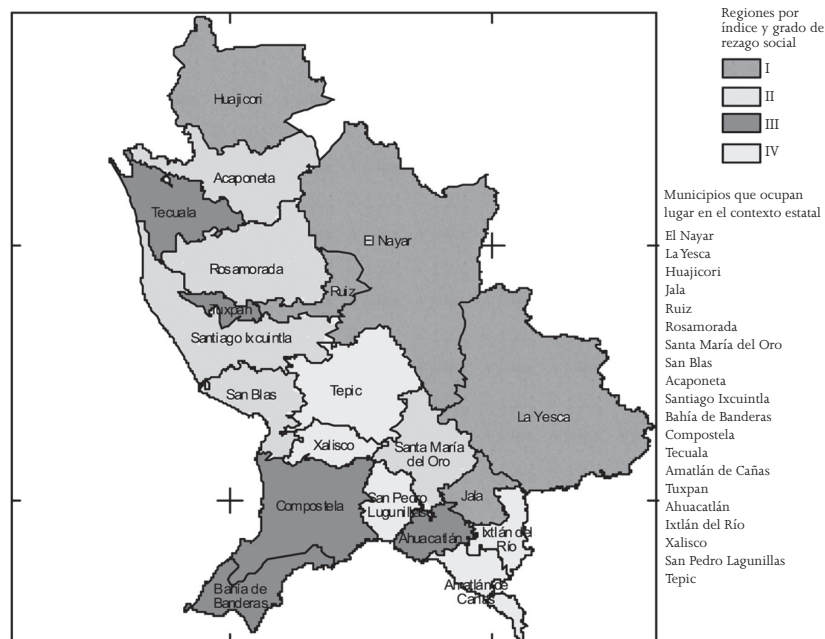 Regiones por
índice y grado de
rezago social
I
II
III
IV
Municipios que ocupan
lugar en el contexto estatal
El Nayar
La Yesca
Huajicori
Jala
Ruiz
Rosamorada
Santa María del Oro
San Blas
Acaponeta
Santiago Ixcuintla
Bahía de Banderas
Compostela
Tecuala
Amatlán de Cañas
Tuxpan
Ahuacatlán
Ixtlán del Río
Xalisco
San Pedro Lagunillas
Tepic
Huajicori
Acaponeta
Tecuala
El Nayar
Rosamorada
Ruiz
Tuxpan
Santiago Ixcuintla
San Blas
Tepic
La Yesca
Xalisco
Santa María
del Oro
Jala
San Pedro
Lugunillas
Compostela
Ahuacatlán
Ixtlán del
Río
Amatlán de
Cañas
Bahía de
Banderas